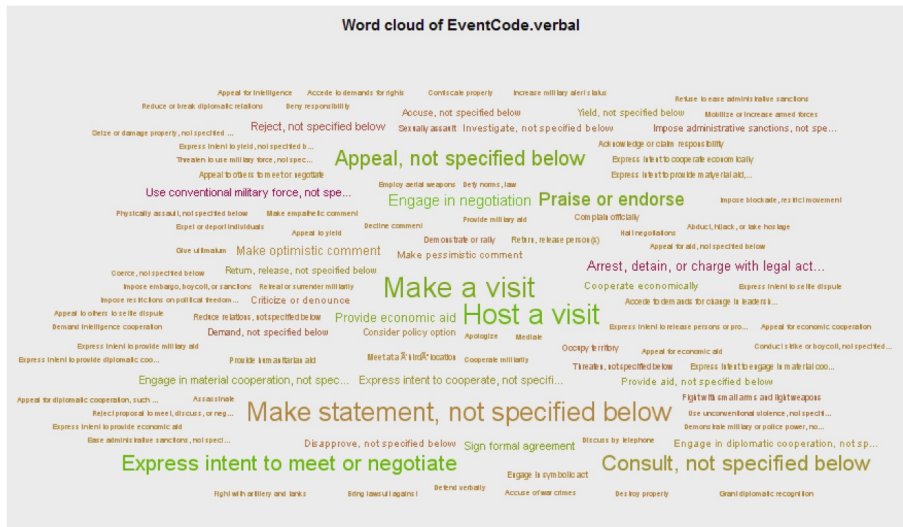 Word cloud of EventCode.verbal
Appeal for intelligence
Accede to demands for rights
Confiscate property
Increase military alert status
Refuse to ease administrative sanctions
Reduce or break diplomatic relations
Deny responsibility
Accuse, not specified below
Yield, not specified below
Mobilize or increase armed forces
Seize or damage property, not specified ...
Reject, not specified below
Sexually assault
Investigate, not specified below
Impose administrative sanctions, not spe...
Express intent to yield, not specified b...
Acknowledge or claim responsibility
Threaten to use military force, not spec...
Appeal, not specified below
Express intent to cooperate economically
Appeal to others to meet or negotiate
Express intent to provide matyerial aid,...
Employ aerial weapons
Defy norms, law
Use conventional military force, not spe...
Engage in negotiation
Praise or endorse
Impose blockade, restrict movement
Physically assault, not specified below
Make empathetic comment
Provide military aid
Complain officially
Expel or deport individuals
Decline comment
Abduct, hijack, or take hostage
Appeal to yield
Halt negotiations
Demonstrate or rally
Return, release person(s)
Appeal for aid, not specified below
Give ultimatum
Make optimistic comment
Make pessimistic comment
Coerce, not specified below
Return, release, not specified below
Arrest, detain, or charge with legal act...
Impose embargo, boycott, or sanctions
Retreat or surrender militarily
Make a visit
Cooperate economically
Express intent to settle dispute
Impose restrictions on political freedom...
Criticize or denounce
Accede to demands for change in leadersh...
Appeal to others to settle dispute
Reduce relations, not specified below
Provide economic aid
Host a visit
Demand intelligence cooperation
Demand, not specified below
Consider policy option
Apologize
Mediate
Express intent to release persons or pro...
Appeal for economic cooperation
Express intent to provide military aid
Occupy territory
Conduct strike or boycott, not specified...
Express intent to provide diplomatic coo...
Provide humanitarian aid
Meet at a Â'third Â' location
Cooperate militarily
Appeal for economic aid
Threaten, not specified below
Express intent to engage in material coo...
Engage in material cooperation, not spec...
Express intent to cooperate, not specifi...
Provide aid, not specified below
Appeal for diplomatic cooperation, such ...
Assassinate
Fight with small arms and light weapons
Reject proposal to meet, discuss, or neg...
Make statement, not specified below
Use unconventional violence, not specifi...
Express intent to provide economic aid
Demonstrate military or police power, no...
Ease administrative sanctions, not speci...
Disapprove, not specified below
Sign formal agreement
Discuss by telephone
Engage in diplomatic cooperation, not sp...
Express intent to meet or negotiate
Consult, not specified below
Engage in symbolic act
Fight with artillery and tanks
Bring lawsuit against
Defend verbally
Accuse of war crimes
Destroy property
Grant diplomatic recognition